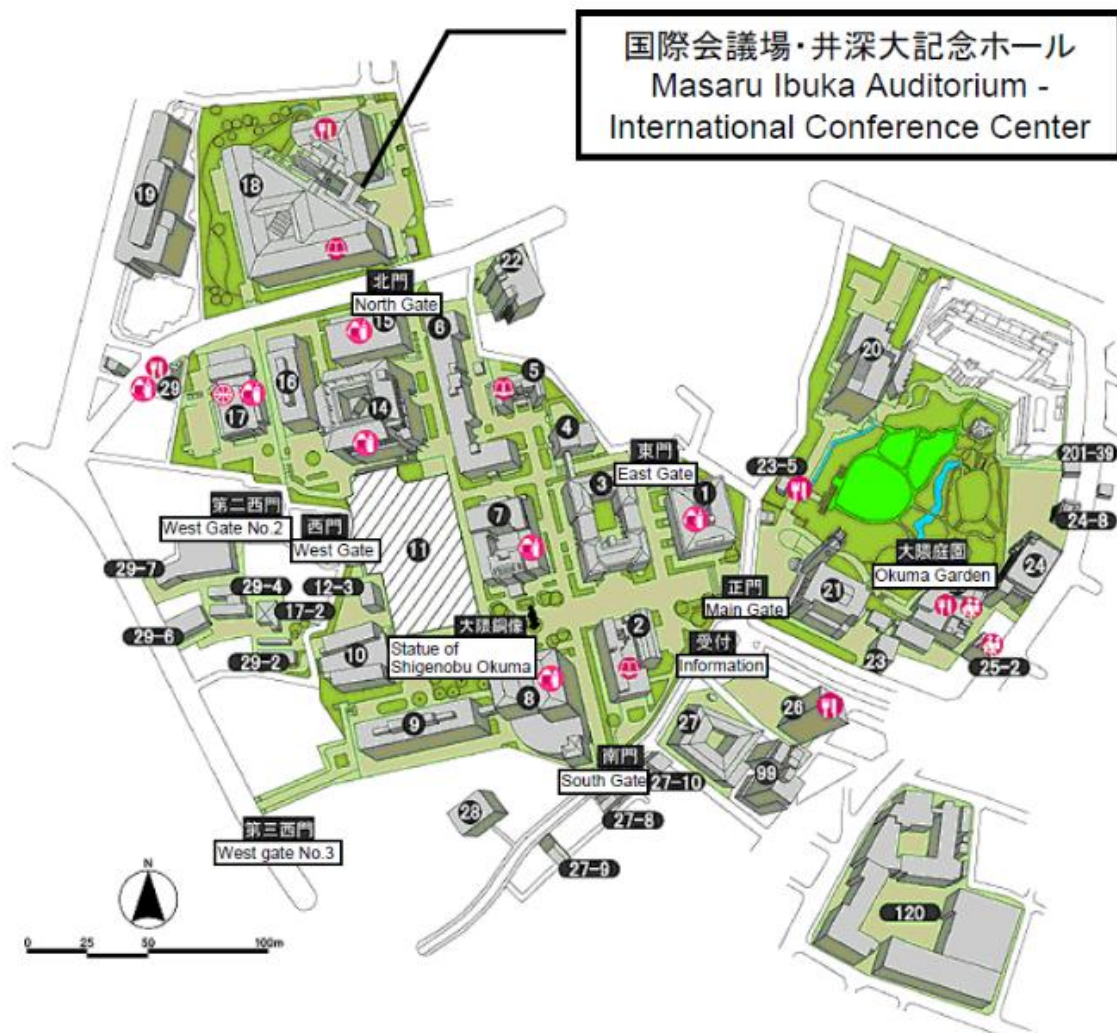 国際会議場・井深大記念ホール
Masaru Ibuka Auditorium -
International Conference Center
19
18
22
北門
North Gate
15
6
20
29
17
16
14
5
4
東門
East Gate
201-39
23-5
3
1
第二西門
West Gate No.2
西門
West Gate
7
24-8
11
大隈庭園
Okuma Garden
24
29-7
29-4
12-3
17-2
正門
Main Gate
21
29-6
大隈銅像
Statue of
Shigenobu Okuma
2
受付
Information
29-2
10
23
25-2
8
26
9
27
南門
South Gate
27-10
99
28
27-8
第三西門
West gate No.3
27-9
N
120
0 25 50 100m